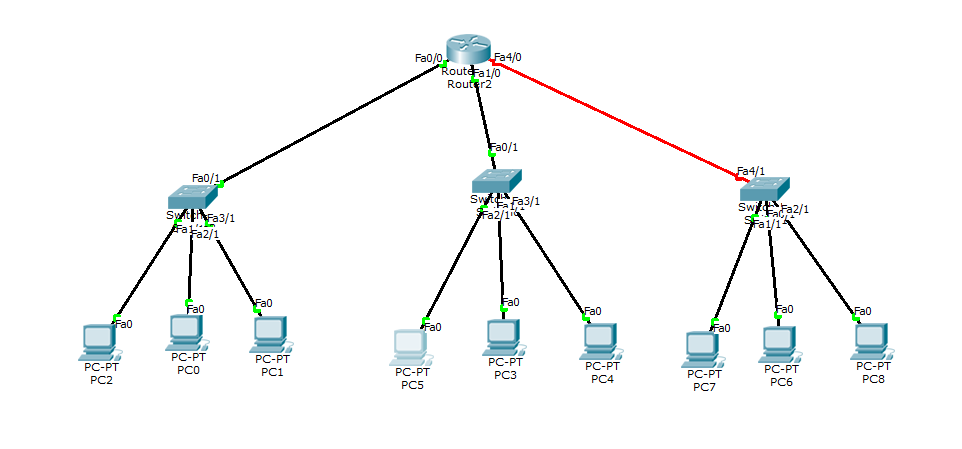 Fa0/0
Fa4/0
Fa1/0
Router2
Fa0/1
Fa0/1
Fa4/1
Fa3/1
Fa2/1
Fa3/1
Fa2/1
Fa2/1
Fa1/1
Fa0
Fa0
Fa0
Fa0
Fa0
Fa0
Fa0
Fa0
Fa0
PC-PT
PC2
PC-PT
PC0
PC-PT
PC1
PC-PT
PC5
PC-PT
PC3
PC-PT
PC4
PC-PT
PC7
PC-PT
PC6
PC-PT
PC8